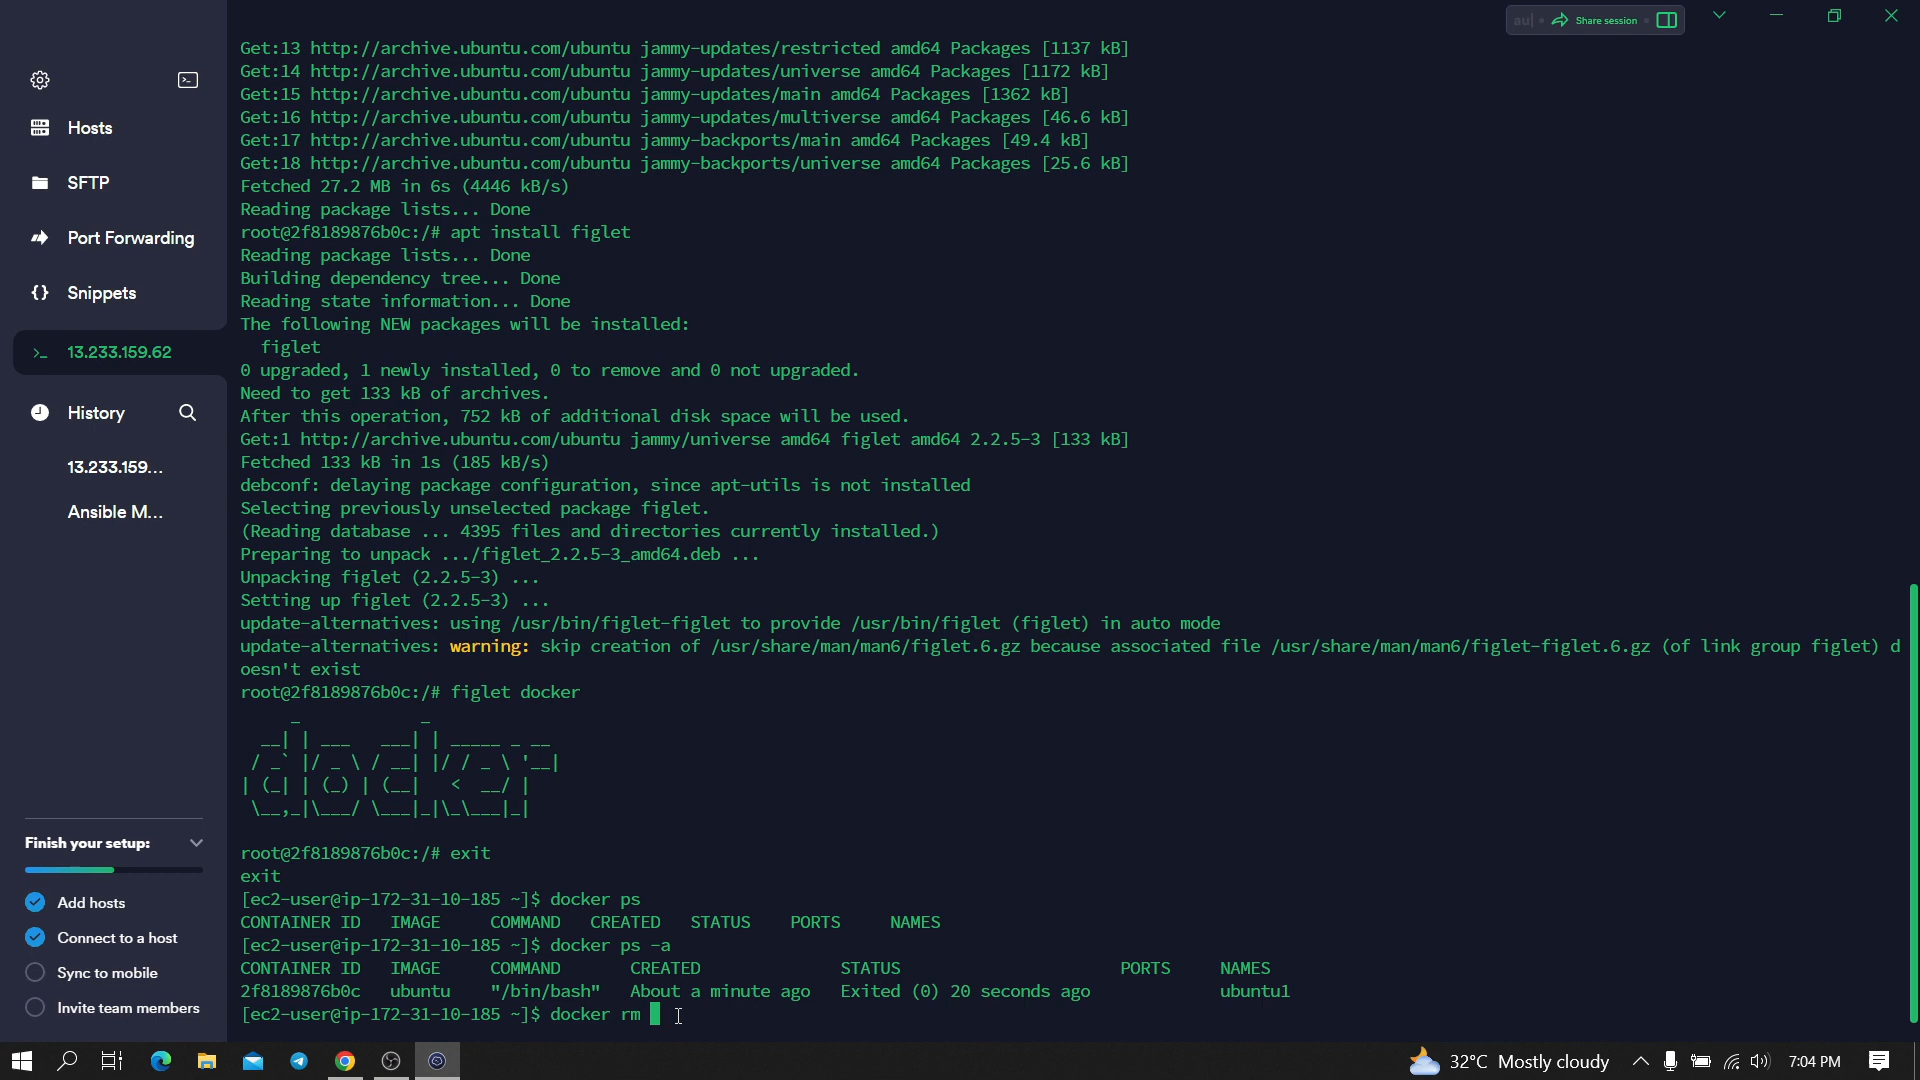 au| Share session
Hosts
SFTP
Port Forwarding
Snippets
13.233.159.62
History
13.233.159...
Ansible M...
Finish your setup:
Add hosts
Connect to a host
Sync to mobile
Invite team members
Get:13 http://archive.ubuntu.com/ubuntu jammy-updates/restricted amd64 Packages [1137 kB]
Get:14 http://archive.ubuntu.com/ubuntu jammy-updates/universe amd64 Packages [1172 kB]
Get:15 http://archive.ubuntu.com/ubuntu jammy-updates/main amd64 Packages [1362 kB]
Get:16 http://archive.ubuntu.com/ubuntu jammy-updates/multiverse amd64 Packages [46.6 kB]
Get:17 http://archive.ubuntu.com/ubuntu jammy-backports/main amd64 Packages [49.4 kB]
Get:18 http://archive.ubuntu.com/ubuntu jammy-backports/universe amd64 Packages [25.6 kB]
Fetched 27.2 MB in 6s (4446 kB/s)
Reading package lists... Done
root@2f8189876b0c:/# apt install figlet
Reading package lists... Done
Building dependency tree... Done
Reading state information... Done
The following NEW packages will be installed:
figlet
0 upgraded, 1 newly installed, 0 to remove and 0 not upgraded.
Need to get 133 kB of archives.
After this operation, 752 kB of additional disk space will be used.
Get:1 http://archive.ubuntu.com/ubuntu jammy/universe amd64 figlet amd64 2.2.5-3 [133 kB]
Fetched 133 kB in 1s (185 kB/s)
debconf: delaying package configuration, since apt-utils is not installed
Selecting previously unselected package figlet.
(Reading database ... 4395 files and directories currently installed.)
Preparing to unpack .../figlet_2.2.5-3_amd64.deb ...
Unpacking figlet (2.2.5-3) ...
Setting up figlet (2.2.5-3) ...
update-alternatives: using /usr/bin/figlet-figlet to provide /usr/bin/figlet (figlet) in auto mode
update-alternatives: warning: skip creation of /usr/share/man/man6/figlet.6.gz because associated file /usr/share/man/man6/figlet-figlet.6.gz (of link group figlet) d
oesn't exist
root@2f8189876b0c:/# figlet docker
docker
root@2f8189876b0c:/# exit
exit
[ec2-user@ip-172-31-10-185 ~]$ docker ps
CONTAINER ID IMAGE COMMAND CREATED STATUS PORTS NAMES
[ec2-user@ip-172-31-10-185 ~]$ docker ps -a
CONTAINER ID IMAGE COMMAND CREATED STATUS PORTS NAMES
2f8189876b0c ubuntu "/bin/bash" About a minute ago Exited (0) 20 seconds ago ubuntu1
[ec2-user@ip-172-31-10-185 ~]$ docker rm
32°C Mostly cloudy 7:04 PM